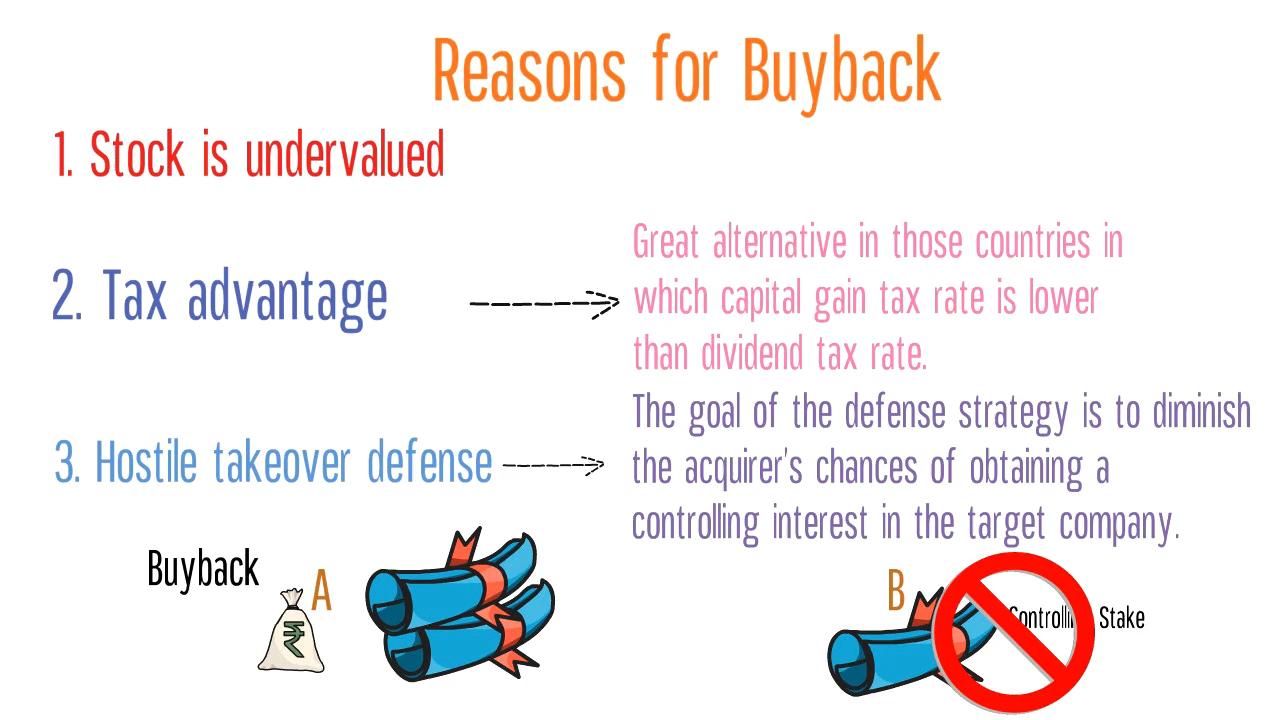 Reasons for Buyback
1. Stock is undervalued
2. Tax advantage
Great alternative in those countries in
which capital gain tax rate is lower
than dividend tax rate.
3. Hostile takeover defense
The goal of the defense strategy is to diminish
the acquirer's chances of obtaining a
controlling interest in the target company.
Buyback
A
₹
B
Controlling Stake